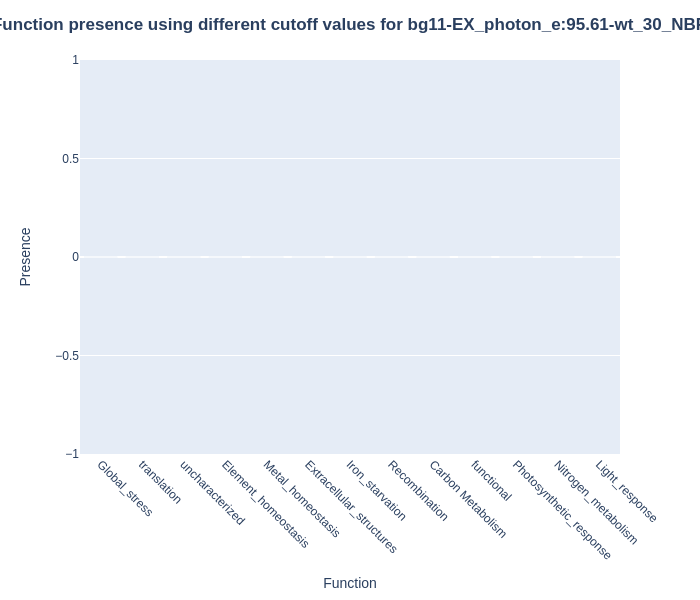 Function presence using different cutoff values for bg11-EX_photon_e:95.61-wt_30_NBF
1
0.5
0
−0.5
−1
Presence
Global_stress
translation
uncharacterized
Element_homeostasis
Metal_homeostasis
Extracellular_structures
Iron_starvation
Recombination
Carbon Metabolism
functional
Photosynthetic_response
Nitrogen_metabolism
Light_response
Function